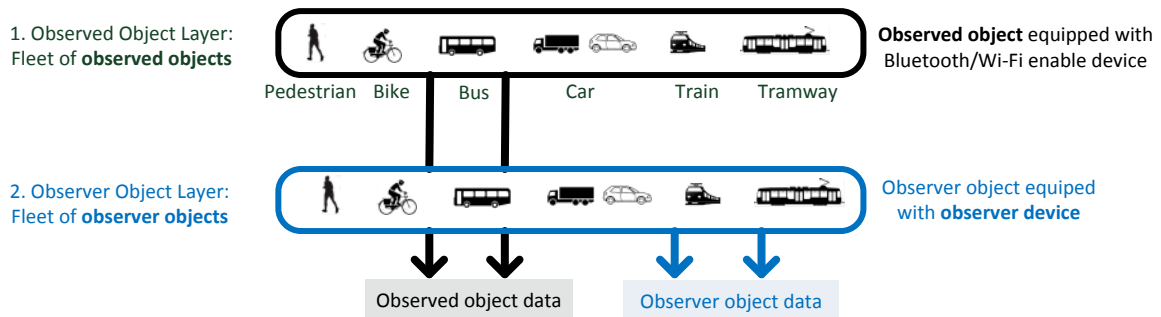 1. Observed Object Layer:
Fleet of observed objects
Observed object equipped with
Bluetooth/Wi-Fi enable device
Pedestrian Bike Bus Car Train Tramway
2. Observer Object Layer:
Fleet of observer objects
Observer object equiped
with observer device
Observed object data
Observer object data